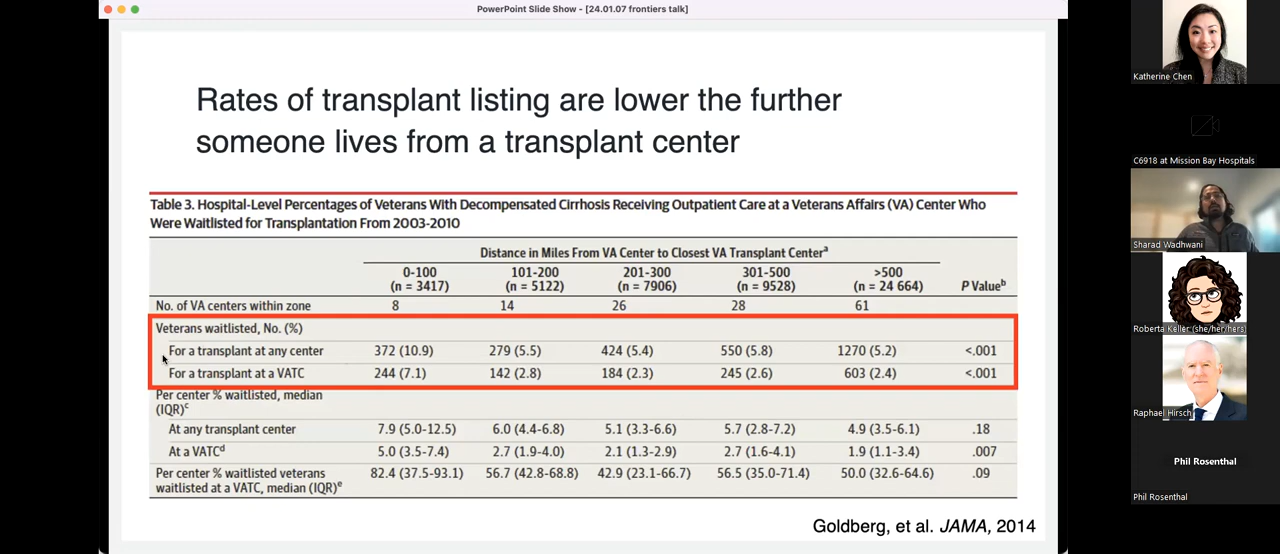 PowerPoint Slide Show - [24.01.07 frontiers talk]
Rates of transplant listing are lower the further
someone lives from a transplant center
Table 3. Hospital-Level Percentages of Veterans With Decompensated Cirrhosis Receiving Outpatient Care at a Veterans Affairs (VA) Center Who
Were Waitlisted for Transplantation From 2003-2010
Distance in Miles From VA Center to Closest VA Transplant Centerᵃ
0-100 101-200 201-300 301-500 >500
(n = 3417) (n = 5122) (n = 7906) (n = 9528) (n = 24 664) P Valueᵇ
No. of VA centers within zone 8 14 26 28 61
Veterans waitlisted, No. (%)
For a transplant at any center 372 (10.9) 279 (5.5) 424 (5.4) 550 (5.8) 1270 (5.2) <.001
For a transplant at a VATC 244 (7.1) 142 (2.8) 184 (2.3) 245 (2.6) 603 (2.4) <.001
Per center % waitlisted, median
(IQR)ᶜ
At any transplant center 7.9 (5.0-12.5) 6.0 (4.4-6.8) 5.1 (3.3-6.6) 5.7 (2.8-7.2) 4.9 (3.5-6.1) .18
At a VATCᵈ 5.0 (3.5-7.4) 2.7 (1.9-4.0) 2.1 (1.3-2.9) 2.7 (1.6-4.1) 1.9 (1.1-3.4) .007
Per center % waitlisted veterans 82.4 (37.5-93.1) 56.7 (42.8-68.8) 42.9 (23.1-66.7) 56.5 (35.0-71.4) 50.0 (32.6-64.6) .09
waitlisted at a VATC, median (IQR)ᵉ
Goldberg, et al. JAMA, 2014
Katherine Chen
C6918 at Mission Bay Hospitals
Sharad Wadhwani
Roberta Keller (she/her/hers)
Raphael Hirsch
Phil Rosenthal
Phil Rosenthal